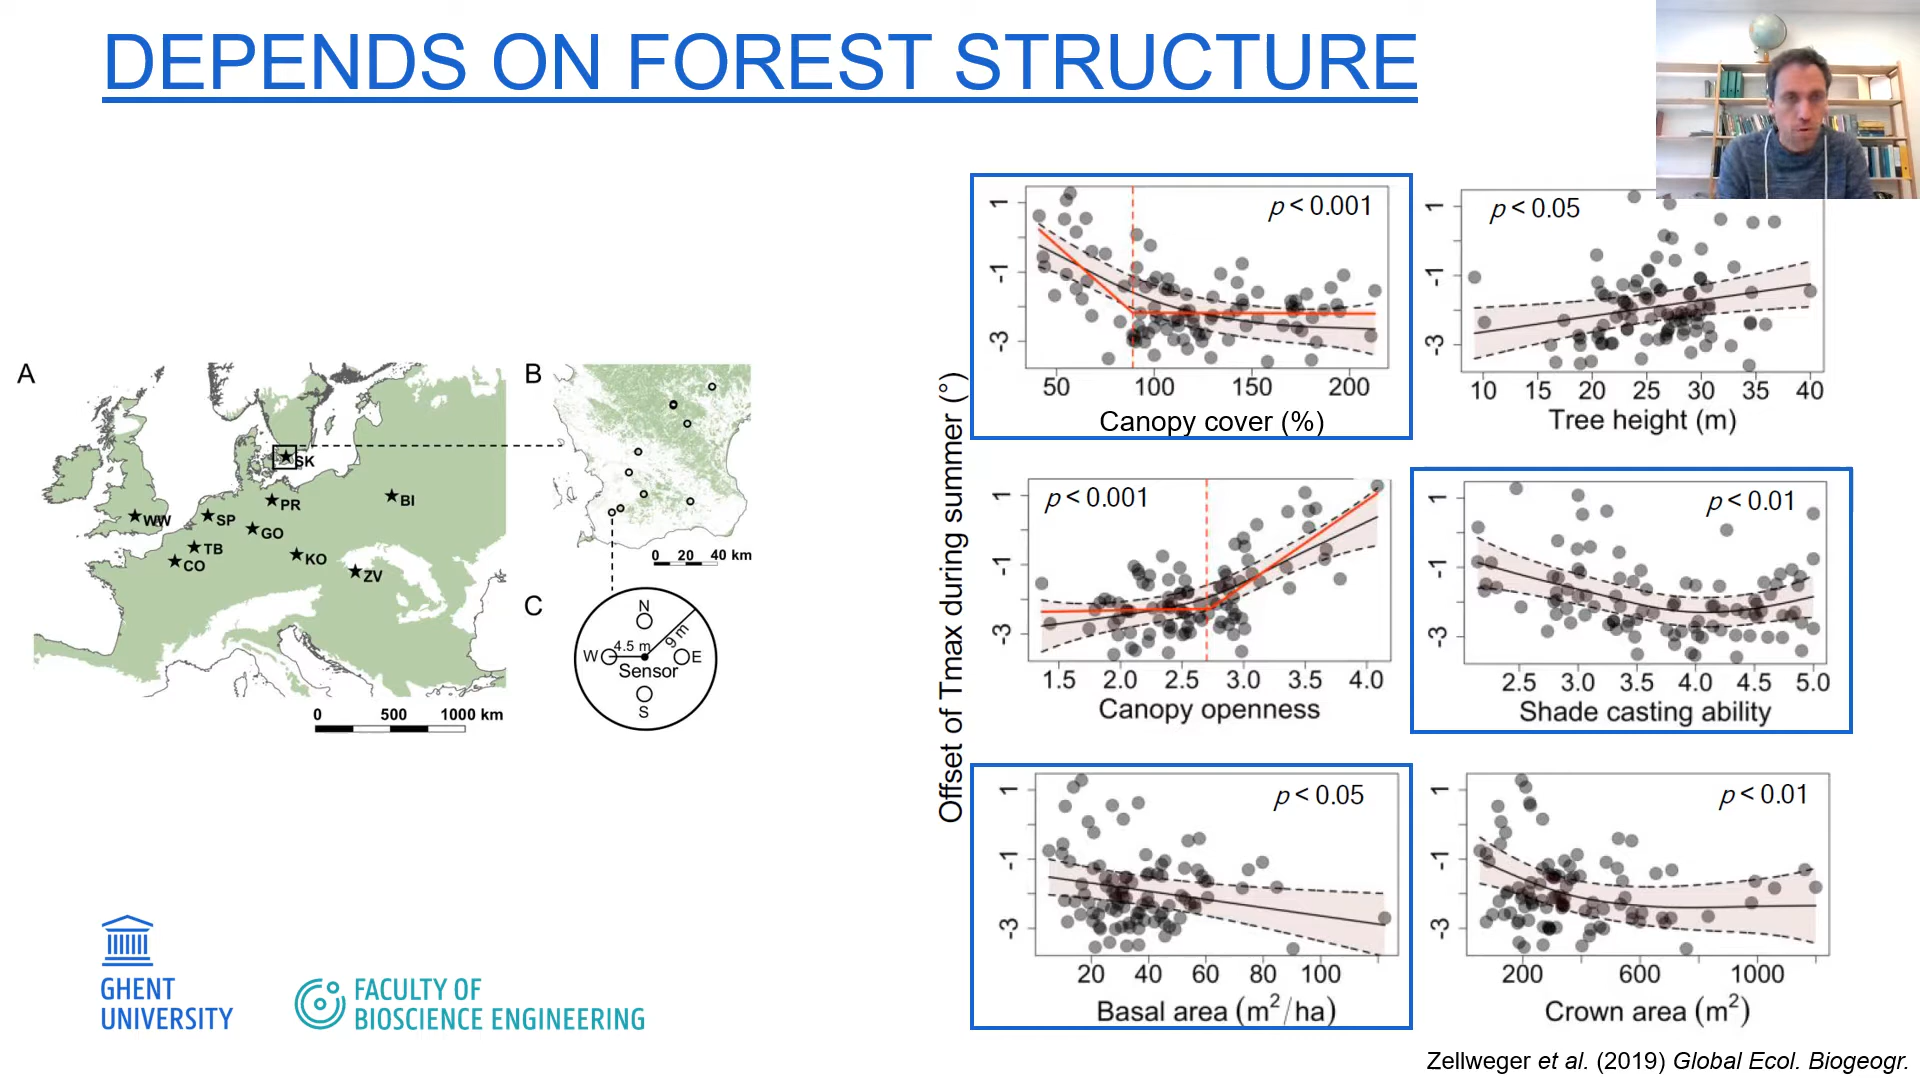 DEPENDS ON FOREST STRUCTURE
A
WW
SP
TB
CO
PR
GO
KO
ZV
BI
SK
0 500 1000 km
B
0 20 40 km
C
N
4.5 m
9 m
W
E
Sensor
S
Offset of Tmax during summer (°)
p < 0.001
1
-1
-3
50 100 150 200
Canopy cover (%)
p < 0.05
1
-1
-3
10 15 20 25 30 35 40
Tree height (m)
p < 0.001
1
-1
-3
1.5 2.0 2.5 3.0 3.5 4.0
Canopy openness
p < 0.01
1
-1
-3
2.5 3.0 3.5 4.0 4.5 5.0
Shade casting ability
p < 0.05
1
-1
-3
20 40 60 80 100
Basal area (m²/ha)
p < 0.01
1
-1
-3
200 600 1000
Crown area (m²)
GHENT
UNIVERSITY
FACULTY OF
BIOSCIENCE ENGINEERING
Zellweger et al. (2019) Global Ecol. Biogeogr.